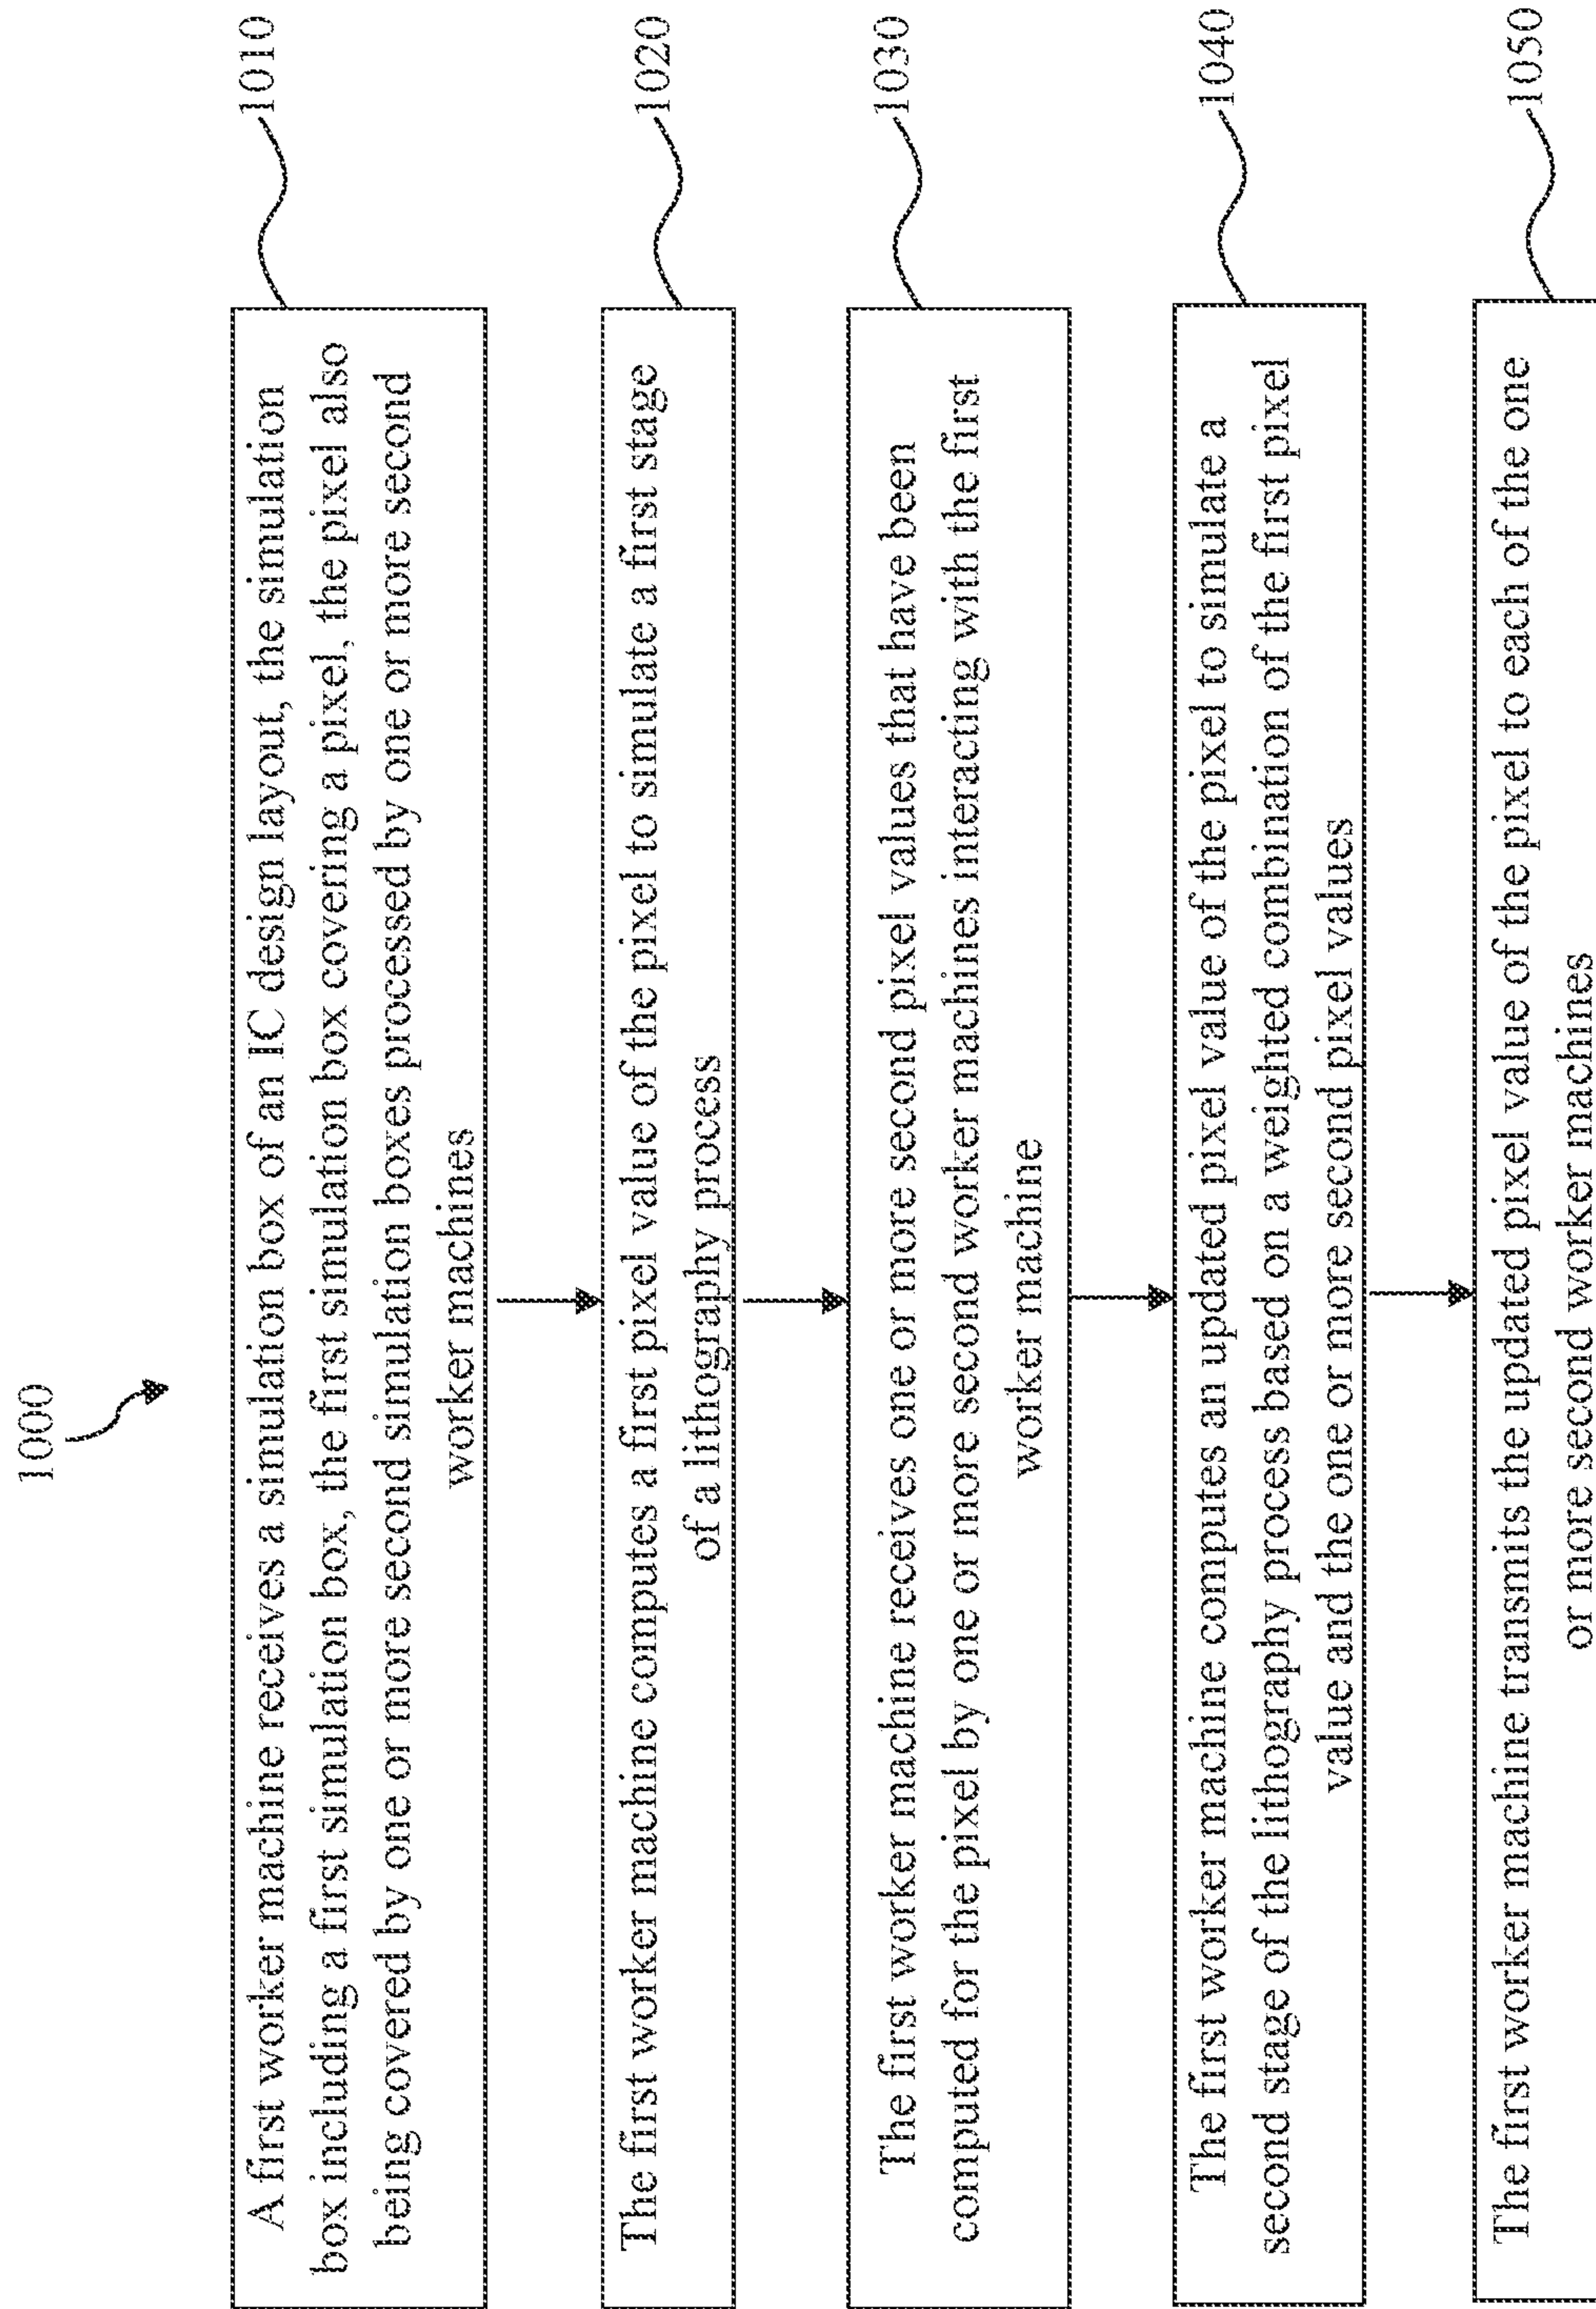 1000
A first worker machine receives a simulation box of an IC design layout, the simulation
box including a first simulation box, the first simulation box covering a pixel, the pixel also
being covered by one or more second simulation boxes processed by one or more second
worker machines
1010
The first worker machine computes a first pixel value of the pixel to simulate a first stage
of a lithography process
1020
The first worker machine receives one or more second pixel values that have been
computed for the pixel by one or more second worker machines interacting with the first
worker machine
1030
The first worker machine computes an updated pixel value of the pixel to simulate a
second stage of the lithography process based on a weighted combination of the first pixel
value and the one or more second pixel values
1040
The first worker machine transmits the updated pixel value of the pixel to each of the one
or more second worker machines
1050